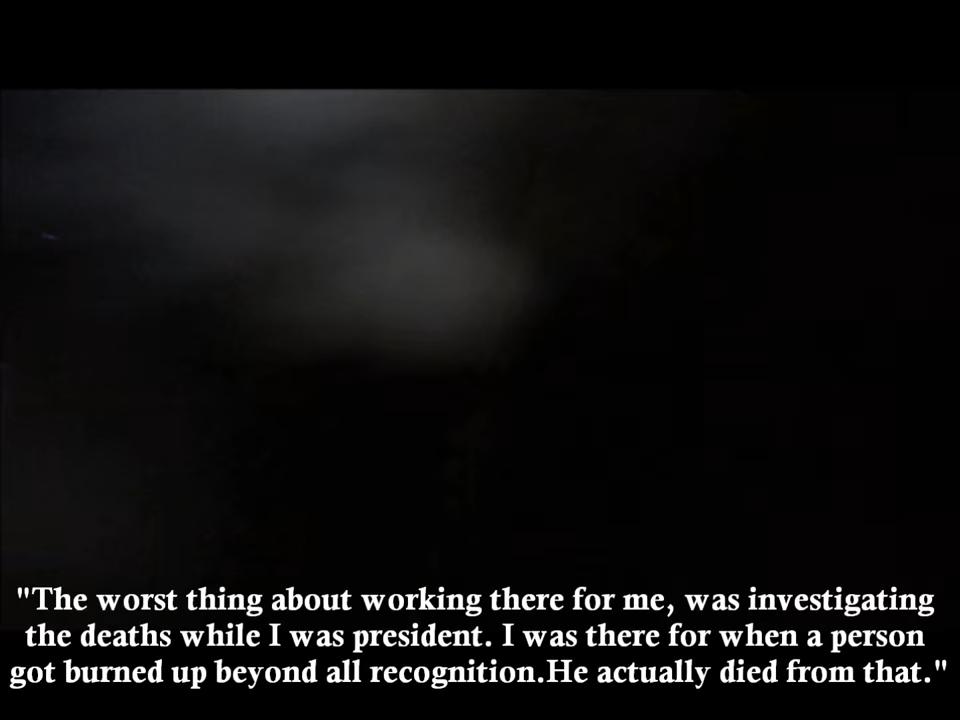 "The worst thing about working there for me, was investigating
the deaths while I was president. I was there for when a person
got burned up beyond all recognition.He actually died from that."